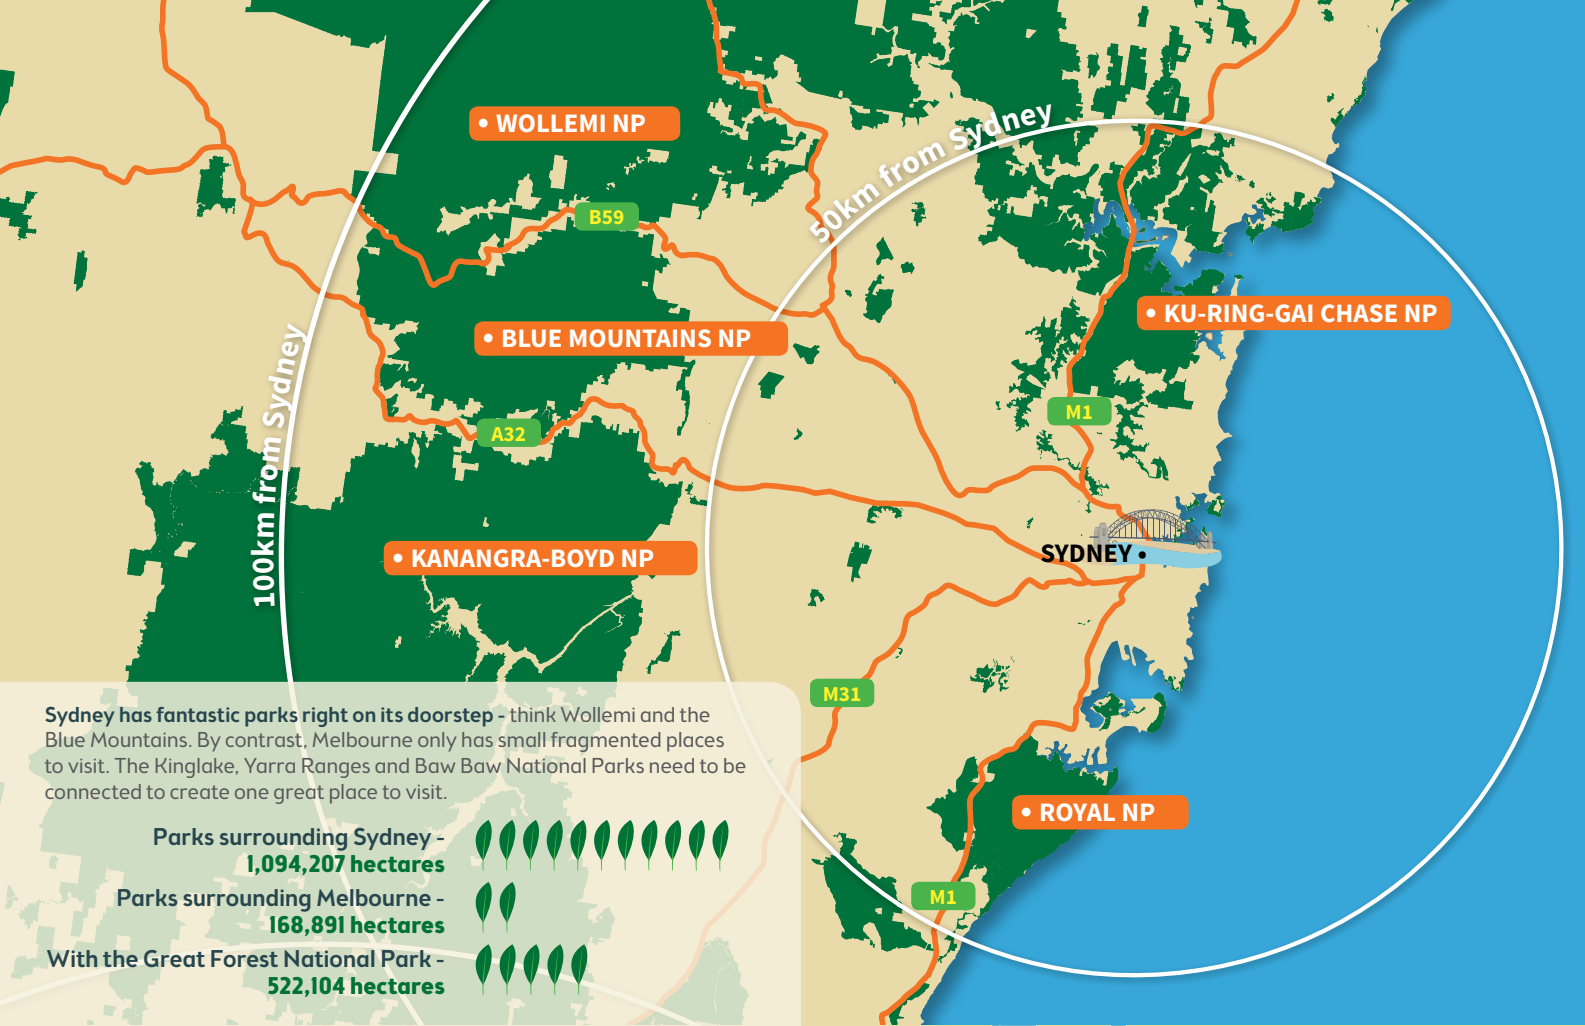 WOLLEMI NP
50km from Sydney
B59
KU-RING-GAI CHASE NP
BLUE MOUNTAINS NP
100km from Sydney
M1
A32
SYDNEY
KANANGRA-BOYD NP
M31
Sydney has fantastic parks right on its doorstep - think Wollemi and the
Blue Mountains. By contrast, Melbourne only has small fragmented places
to visit. The Kinglake, Yarra Ranges and Baw Baw National Parks need to be
connected to create one great place to visit.
ROYAL NP
Parks surrounding Sydney -
1,094,207 hectares
Parks surrounding Melbourne -
168,891 hectares
M1
With the Great Forest National Park -
522,104 hectares